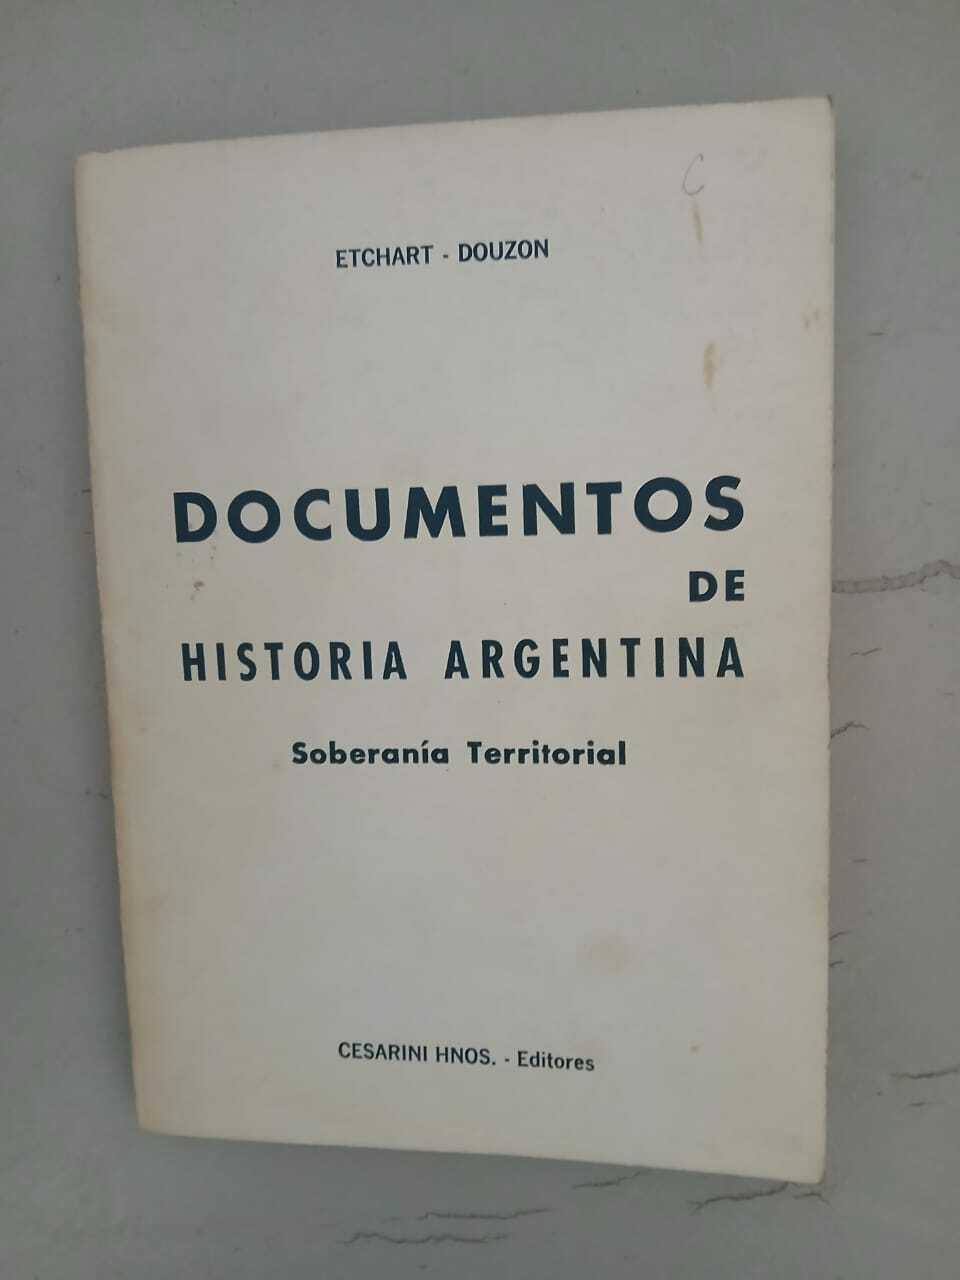 C
ETCHART - DOUZON
DOCUMENTOS
DE
HISTORIA ARGENTINA
Soberanía Territorial
CESARINI HNOS. - Editores